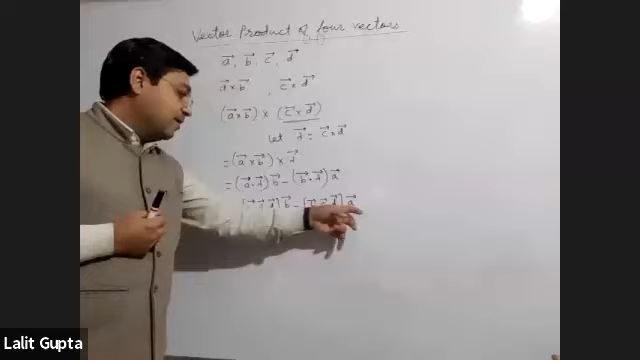 Vector Product of four vectors
a⃗, b⃗, c⃗, d⃗
a⃗×b⃗ , c⃗×d⃗
(a⃗×b⃗) × (c⃗×d⃗)
Let r⃗ = c⃗×d⃗
= (a⃗×b⃗) × r⃗
= (a⃗·r⃗) b⃗ − (b⃗·r⃗) a⃗
b⃗ − a⃗
Lalit Gupta